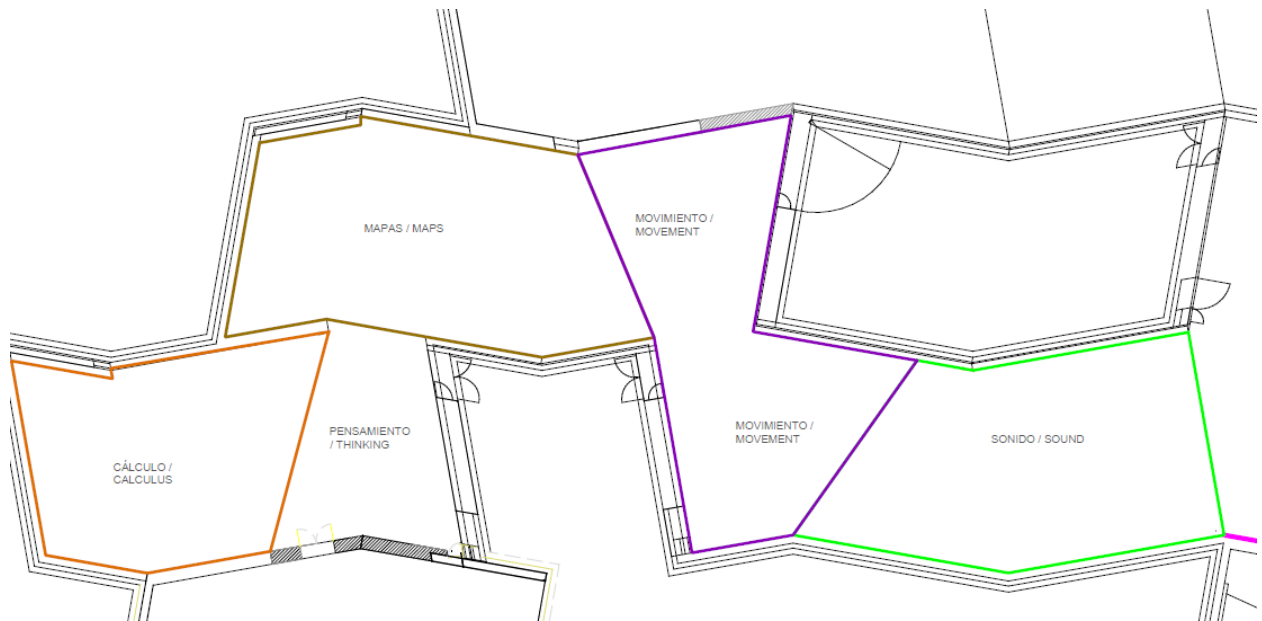 MAPAS / MAPS
MOVIMIENTO /
MOVEMENT
PENSAMIENTO
/ THINKING
MOVIMIENTO /
MOVEMENT
SONIDO / SOUND
CÁLCULO /
CALCULUS